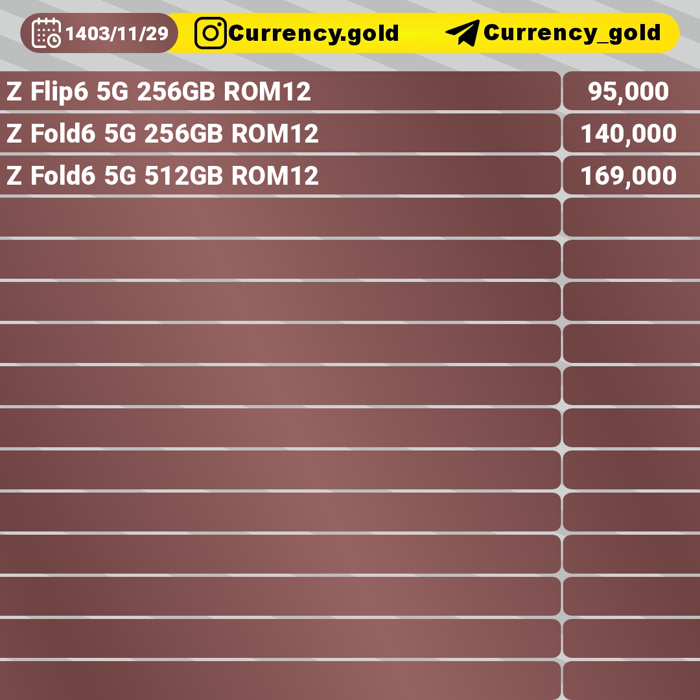 1403/11/29 Currency.gold Currency_gold
Z Flip6 5G 256GB ROM12 95,000
Z Fold6 5G 256GB ROM12 140,000
Z Fold6 5G 512GB ROM12 169,000